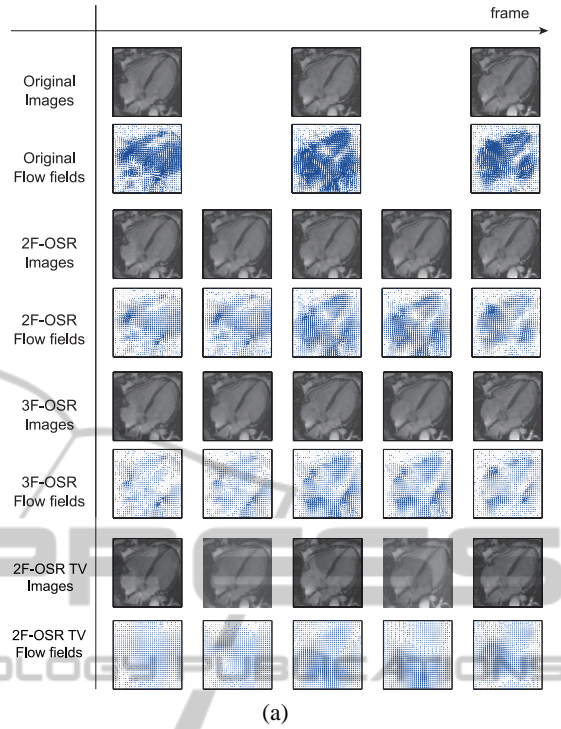 frame
Original
Images
Original
Flow fields
2F-OSR
Images
2F-OSR
Flow fields
3F-OSR
Images
3F-OSR
Flow fields
2F-OSR TV
Images
2F-OSR TV
Flow fields
(a)